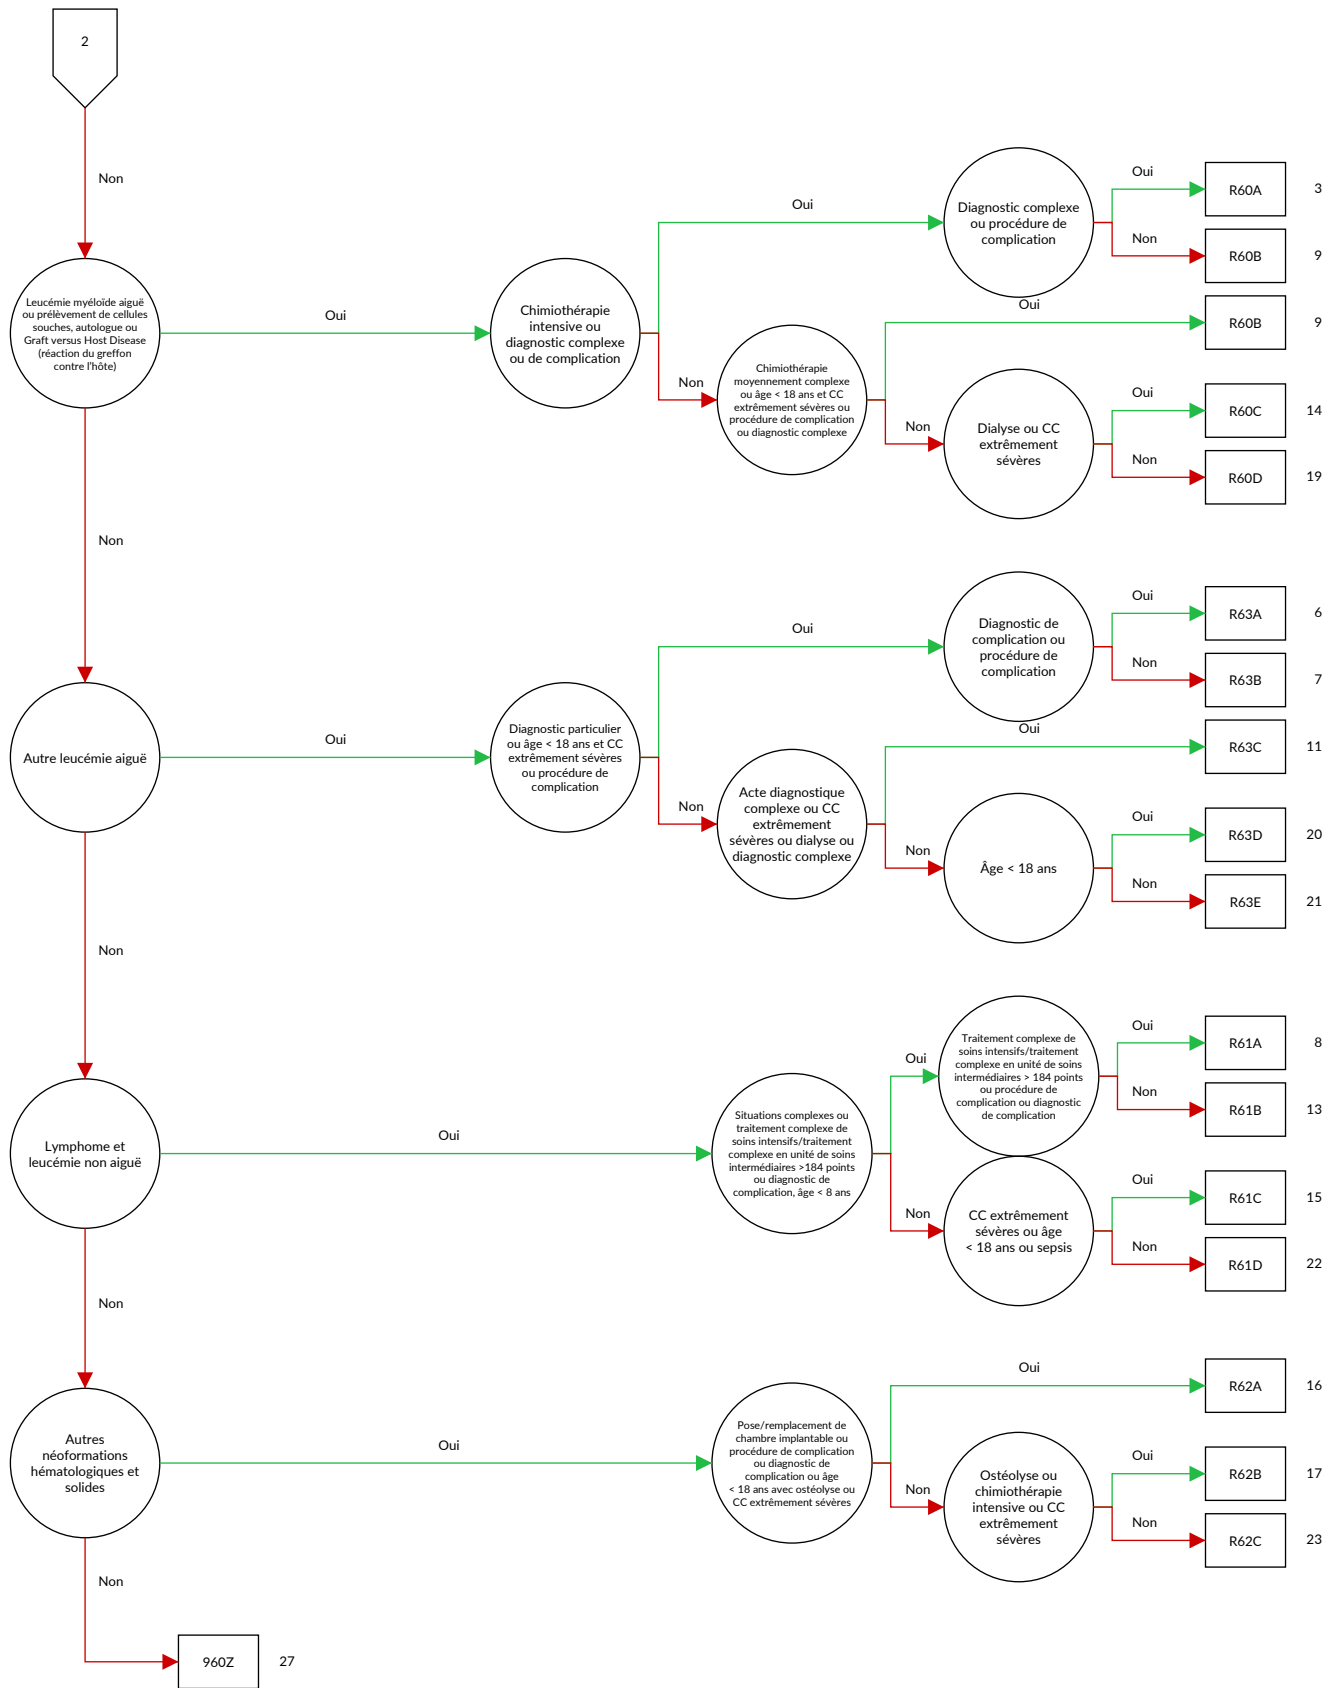 2
Non
Leucémie myéloïde aiguë
ou prélèvement de cellules
souches, autologue ou
Graft versus Host Disease
(réaction du greffon
contre l'hôte)
Oui
Chimiothérapie
intensive ou
diagnostic complexe
ou de complication
Oui
Diagnostic complexe
ou procédure de
complication
Oui
R60A 3
Non
R60B 9
Non
Chimiothérapie
moyennement complexe
ou âge < 18 ans et CC
extrêmement sévères ou
procédure de complication
ou diagnostic complexe
Oui
R60B 9
Non
Dialyse ou CC
extrêmement
sévères
Oui
R60C 14
Non
R60D 19
Non
Autre leucémie aiguë
Oui
Diagnostic particulier
ou âge < 18 ans et CC
extrêmement sévères
ou procédure de
complication
Oui
Diagnostic de
complication ou
procédure de
complication
Oui
R63A 6
Non
R63B 7
Non
Acte diagnostique
complexe ou CC
extrêmement
sévères ou dialyse ou
diagnostic complexe
Oui
R63C 11
Non
Âge < 18 ans
Oui
R63D 20
Non
R63E 21
Non
Lymphome et
leucémie non aiguë
Oui
Situations complexes ou
traitement complexe de
soins intensifs/traitement
complexe en unité de soins
intermédiaires >184 points
ou diagnostic de
complication, âge < 8 ans
Oui
Traitement complexe de
soins intensifs/traitement
complexe en unité de soins
intermédiaires > 184 points
ou procédure de
complication ou diagnostic
de complication
Oui
R61A 8
Non
R61B 13
Non
CC extrêmement
sévères ou âge
< 18 ans ou sepsis
Oui
R61C 15
Non
R61D 22
Non
Autres
néoformations
hématologiques et
solides
Oui
Pose/remplacement de
chambre implantable ou
procédure de complication
ou diagnostic de
complication ou âge
< 18 ans avec ostéolyse ou
CC extrêmement sévères
Oui
R62A 16
Non
Ostéolyse ou
chimiothérapie
intensive ou CC
extrêmement
sévères
Oui
R62B 17
Non
R62C 23
Non
960Z 27